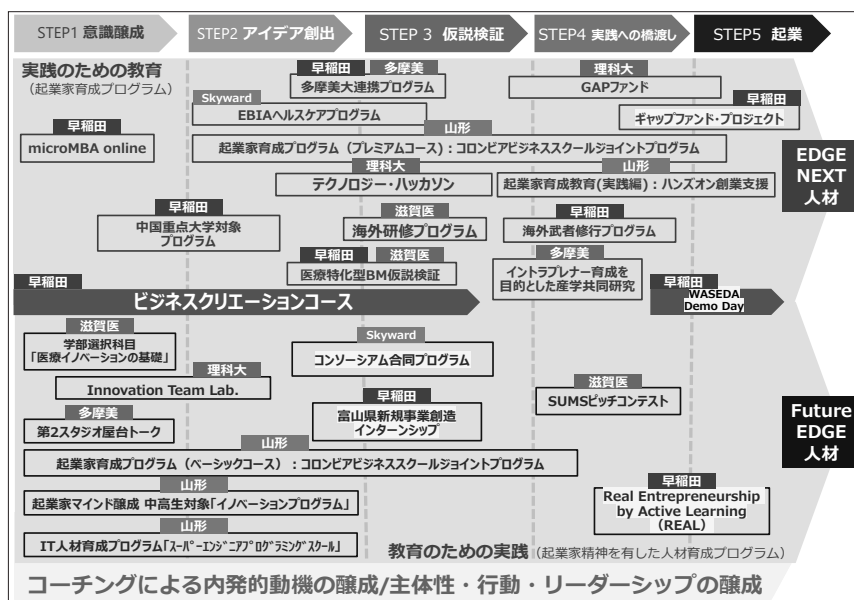 STEP1 意識醸成
STEP2 アイデア創出
STEP 3 仮説検証
STEP4 実践への橋渡し
STEP5 起業
実践のための教育
(起業家育成プログラム)
早稲田
多摩美
多摩美大連携プログラム
理科大
GAPファンド
Skyward
EBIAヘルスケアプログラム
早稲田
ギャップファンド・プロジェクト
早稲田
microMBA online
山形
起業家育成プログラム(プレミアムコース):コロンビアビジネススクールジョイントプログラム
理科大
テクノロジー・ハッカソン
山形
起業家育成教育(実践編):ハンズオン創業支援
EDGE
NEXT
人材
早稲田
中国重点大学対象
プログラム
滋賀医
海外研修プログラム
早稲田
海外武者修行プログラム
早稲田
滋賀医
医療特化型BM仮説検証
多摩美
イントラプレナー育成を
目的とした産学共同研究
早稲田
ビジネスクリエーションコース
早稲田
WASEDA
Demo Day
滋賀医
学部選択科目
「医療イノベーションの基礎」
Skyward
コンソーシアム合同プログラム
理科大
Innovation Team Lab.
滋賀医
SUMSピッチコンテスト
多摩美
第2スタジオ屋台トーク
早稲田
富山県新規事業創造
インターンシップ
Future
EDGE
人材
山形
起業家育成プログラム(ベーシックコース):コロンビアビジネススクールジョイントプログラム
山形
起業家マインド醸成 中高生対象「イノベーションプログラム」
早稲田
Real Entrepreneurship
by Active Learning
(REAL)
山形
IT人材育成プログラム「ｽｰﾊﾟｰｴﾝｼﾞﾆｱﾌﾟﾛｸﾞﾗﾐﾝｸﾞｽｸｰﾙ」
教育のための実践(起業家精神を有した人材育成プログラム)
コーチングによる内発的動機の醸成/主体性・行動・リーダーシップの醸成